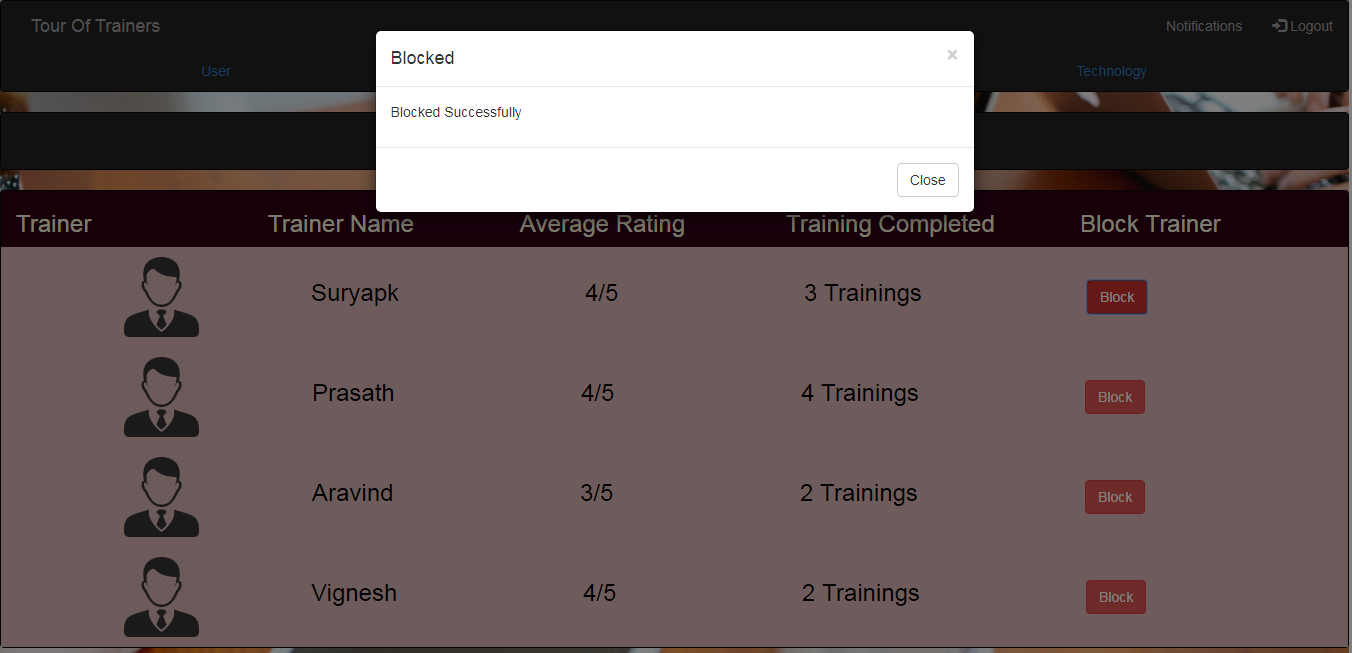 Tour Of Trainers Notifications Logout
User Technology
Blocked ×
Blocked Successfully
Close
Trainer Trainer Name Average Rating Training Completed Block Trainer
Suryapk 4/5 3 Trainings Block
Prasath 4/5 4 Trainings Block
Aravind 3/5 2 Trainings Block
Vignesh 4/5 2 Trainings Block